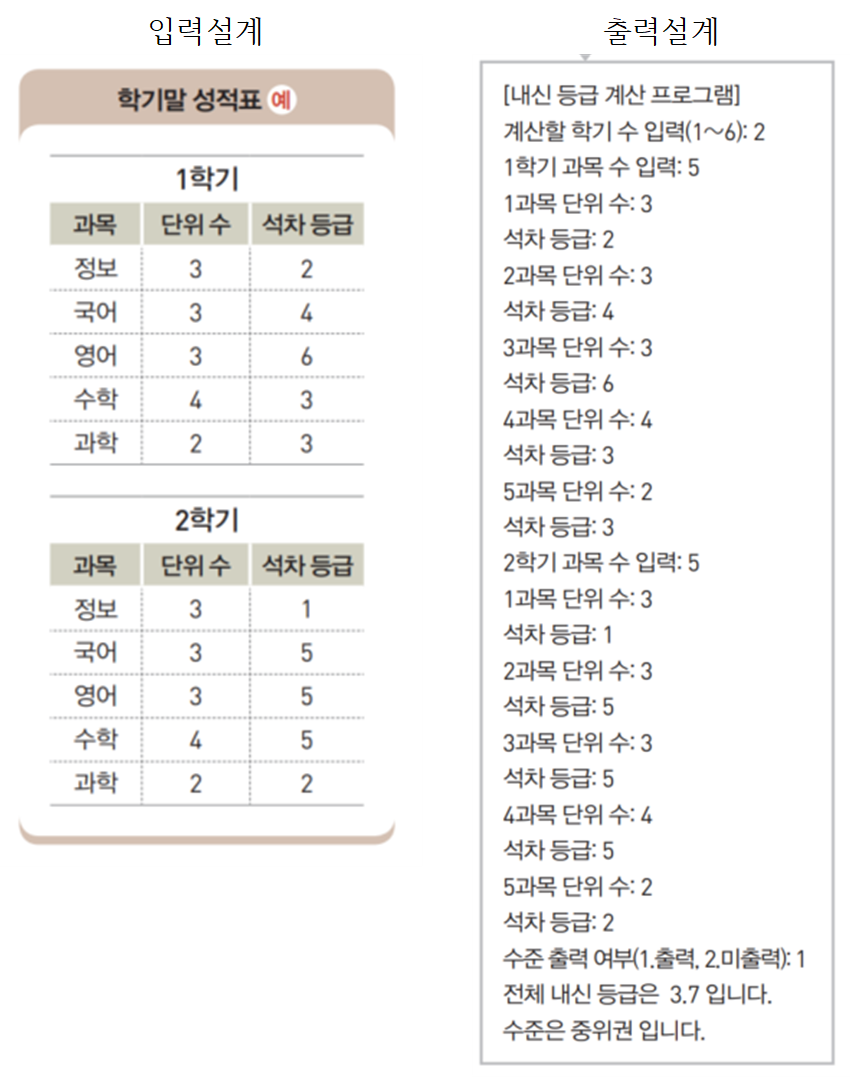 입력설계
학기말 성적표 예
1학기
과목 단위 수 석차 등급
정보 3 2
국어 3 4
영어 3 6
수학 4 3
과학 2 3
2학기
과목 단위 수 석차 등급
정보 3 1
국어 3 5
영어 3 5
수학 4 5
과학 2 2
출력설계
[내신 등급 계산 프로그램]
계산할 학기 수 입력(1~6): 2
1학기 과목 수 입력: 5
1과목 단위 수: 3
석차 등급: 2
2과목 단위 수: 3
석차 등급: 4
3과목 단위 수: 3
석차 등급: 6
4과목 단위 수: 4
석차 등급: 3
5과목 단위 수: 2
석차 등급: 3
2학기 과목 수 입력: 5
1과목 단위 수: 3
석차 등급: 1
2과목 단위 수: 3
석차 등급: 5
3과목 단위 수: 3
석차 등급: 5
4과목 단위 수: 4
석차 등급: 5
5과목 단위 수: 2
석차 등급: 2
수준 출력 여부(1.출력, 2.미출력): 1
전체 내신 등급은 3.7 입니다.
수준은 중위권 입니다.